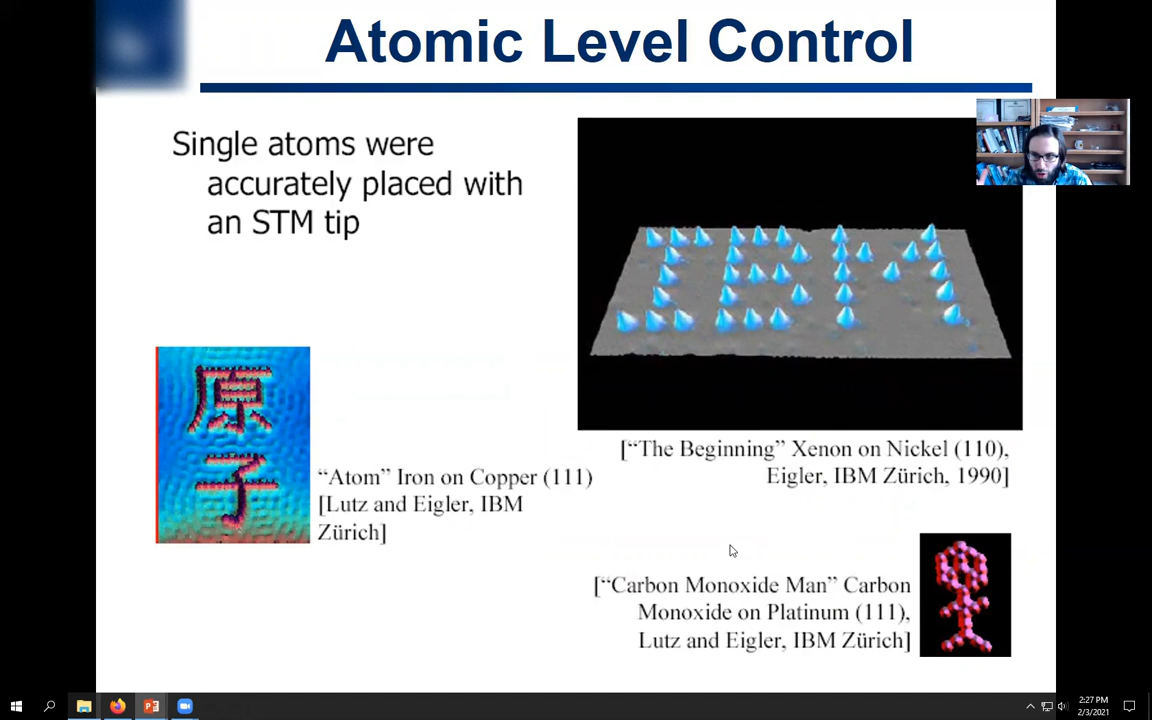 Atomic Level Control
Single atoms were
accurately placed with
an STM tip
IBM
原
子
["The Beginning" Xenon on Nickel (110),
Eigler, IBM Zürich, 1990]
"Atom" Iron on Copper (111)
[Lutz and Eigler, IBM
Zürich]
["Carbon Monoxide Man" Carbon
Monoxide on Platinum (111),
Lutz and Eigler, IBM Zürich]
2:27 PM
2/3/2021